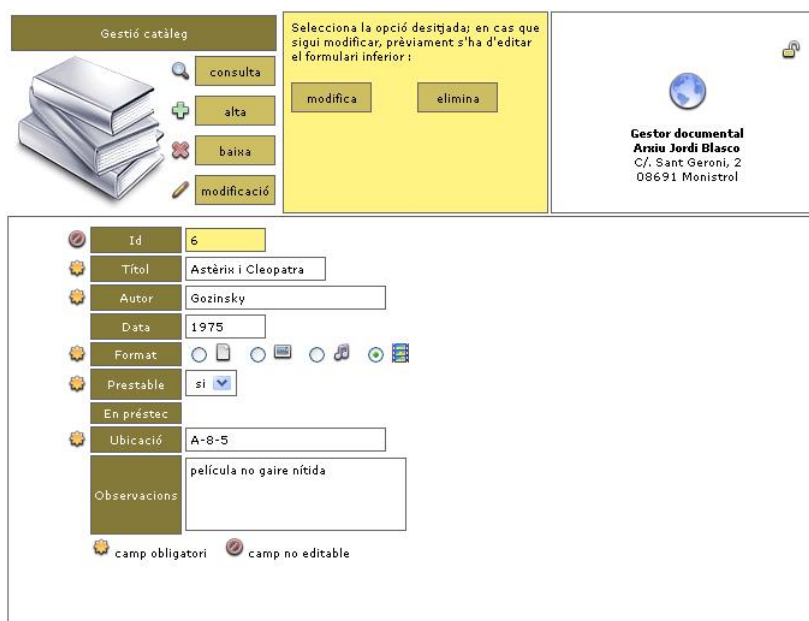 Gestió catàleg
consulta
alta
baixa
modificació
Selecciona la opció desitjada; en cas que
sigui modificar, prèviament s'ha d'editar
el formulari inferior :
modifica
elimina
Gestor documental
Arxiu Jordi Blasco
C/. Sant Geroni, 2
08691 Monistrol
Id 6
Títol Astèrix i Cleopatra
Autor Gozinsky
Data 1975
Format
Prestable si
En préstec
Ubicació A-8-5
Observacions película no gaire nítida
camp obligatori camp no editable